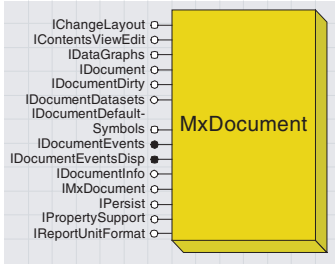 IChangeLayout
IContentsViewEdit
IDataGraphs
IDocument
IDocumentDirty
IDocumentDatasets
IDocumentDefault-
Symbols
IDocumentEvents
IDocumentEventsDisp
IDocumentInfo
IMxDocument
IPersist
IPropertySupport
IReportUnitFormat
MxDocument